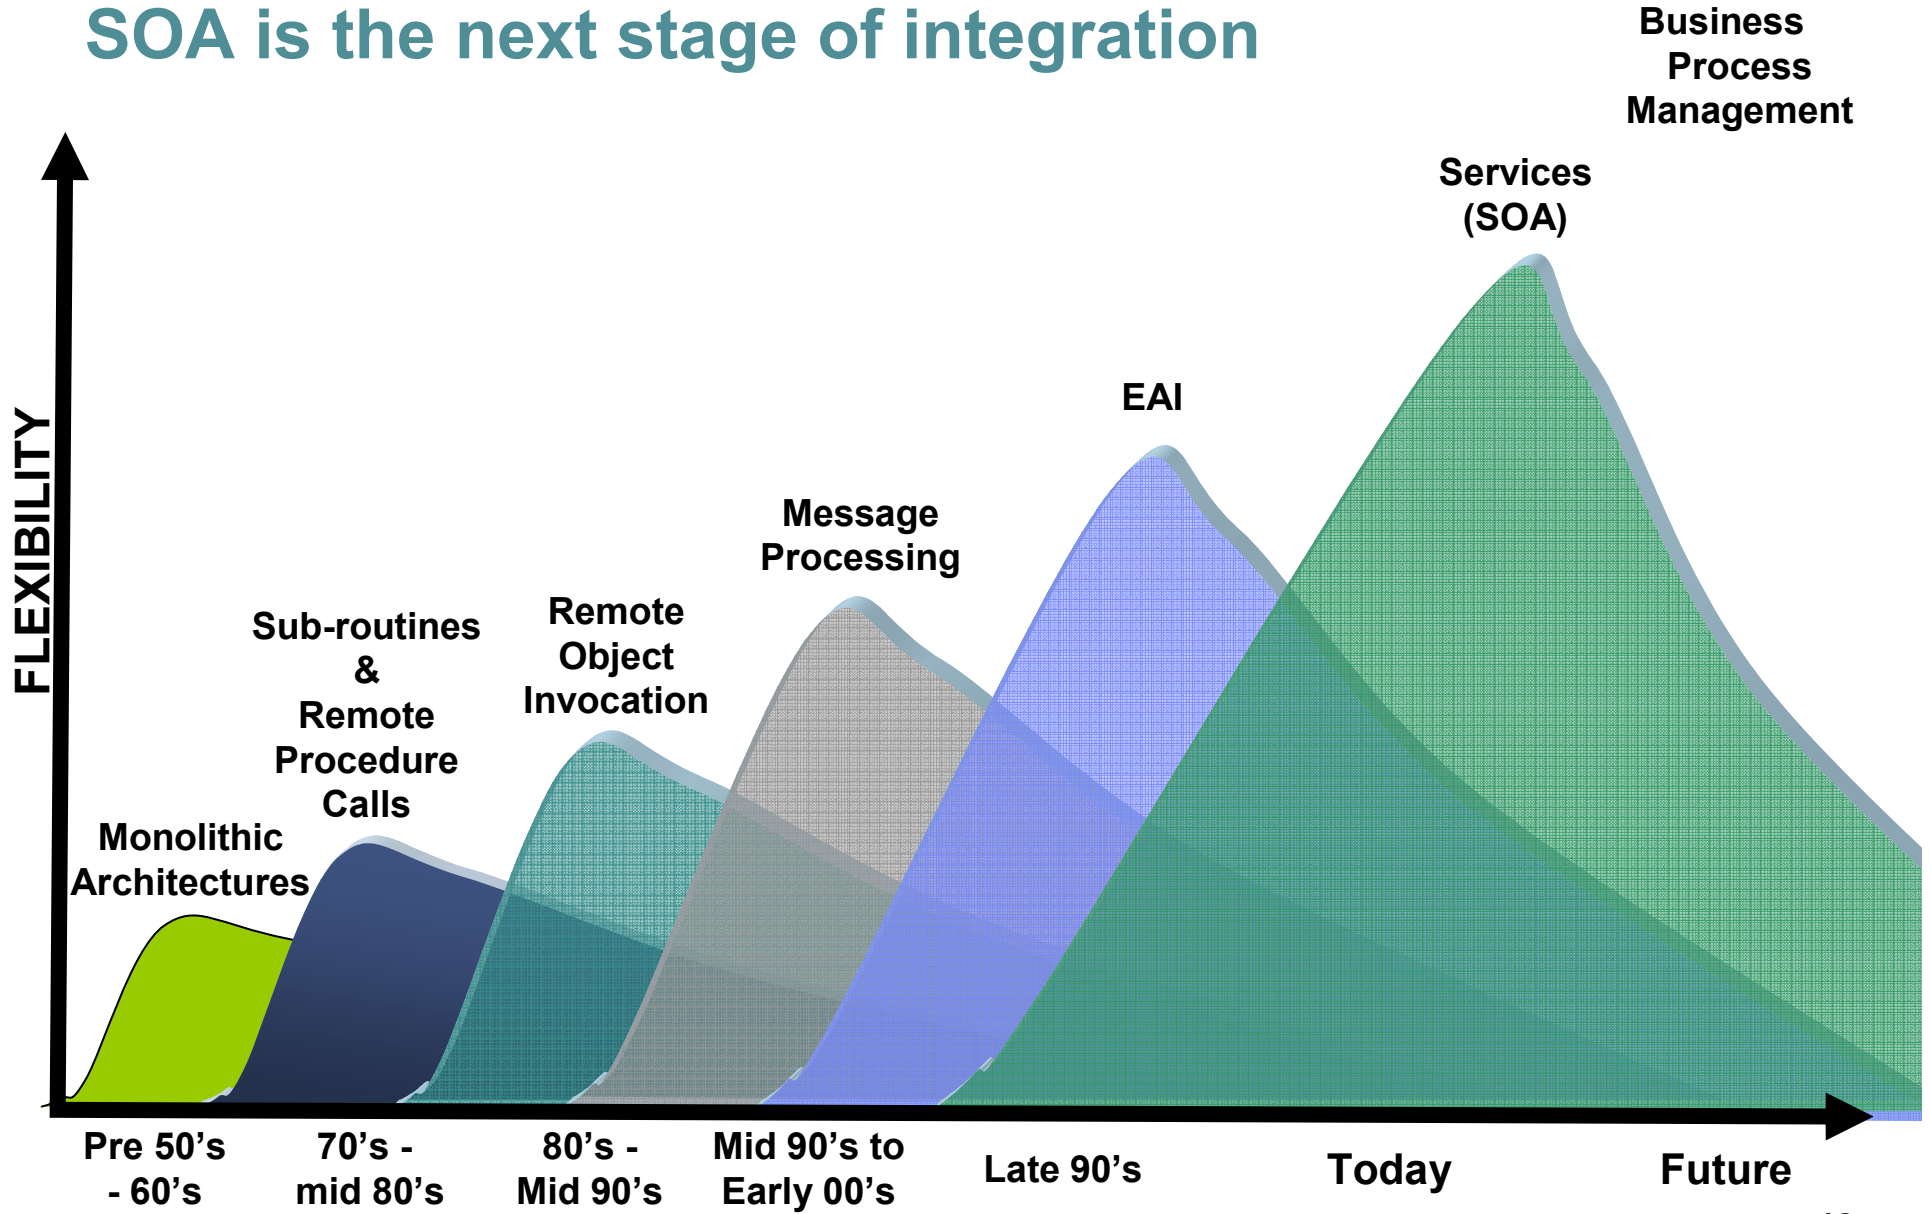 SOA is the next stage of integration
Business
Process
Management
Services
(SOA)
EAI
Message
Processing
Remote
Object
Invocation
Sub-routines
&
Remote
Procedure
Calls
Monolithic
Architectures
FLEXIBILITY
Pre 50’s
- 60’s
70’s -
mid 80’s
80’s -
Mid 90’s
Mid 90’s to
Early 00’s
Late 90’s
Today
Future